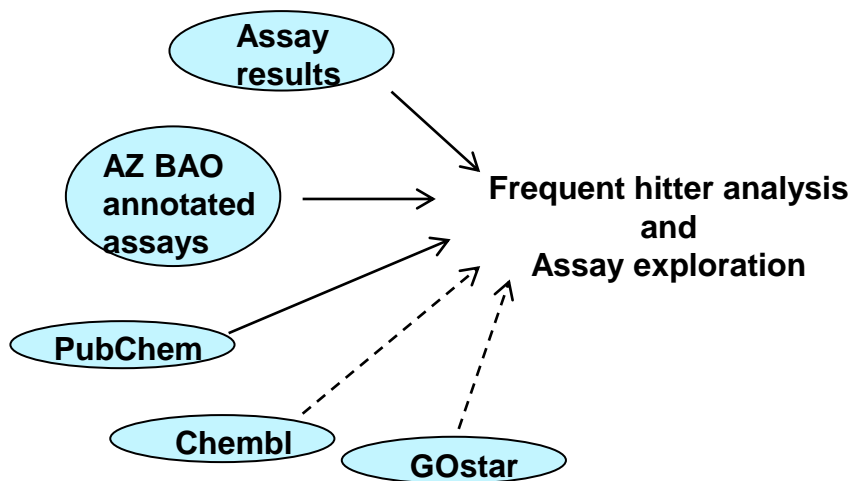 Assay
results
AZ BAO
annotated
assays
Frequent hitter analysis
and
Assay exploration
PubChem
Chembl
GOstar